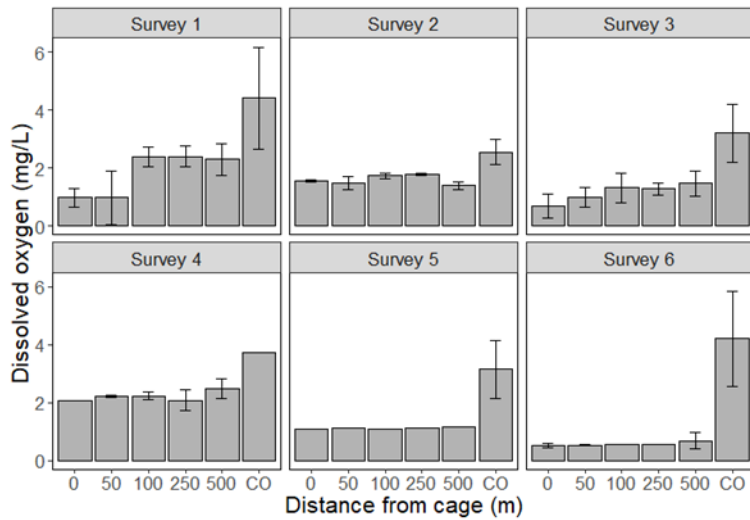 Survey 1 Survey 2 Survey 3
6
4
2
0
Survey 4 Survey 5 Survey 6
6
4
2
0
0 50 100 250 500 CO 0 50 100 250 500 CO 0 50 100 250 500 CO
Distance from cage (m)
Dissolved oxygen (mg/L)